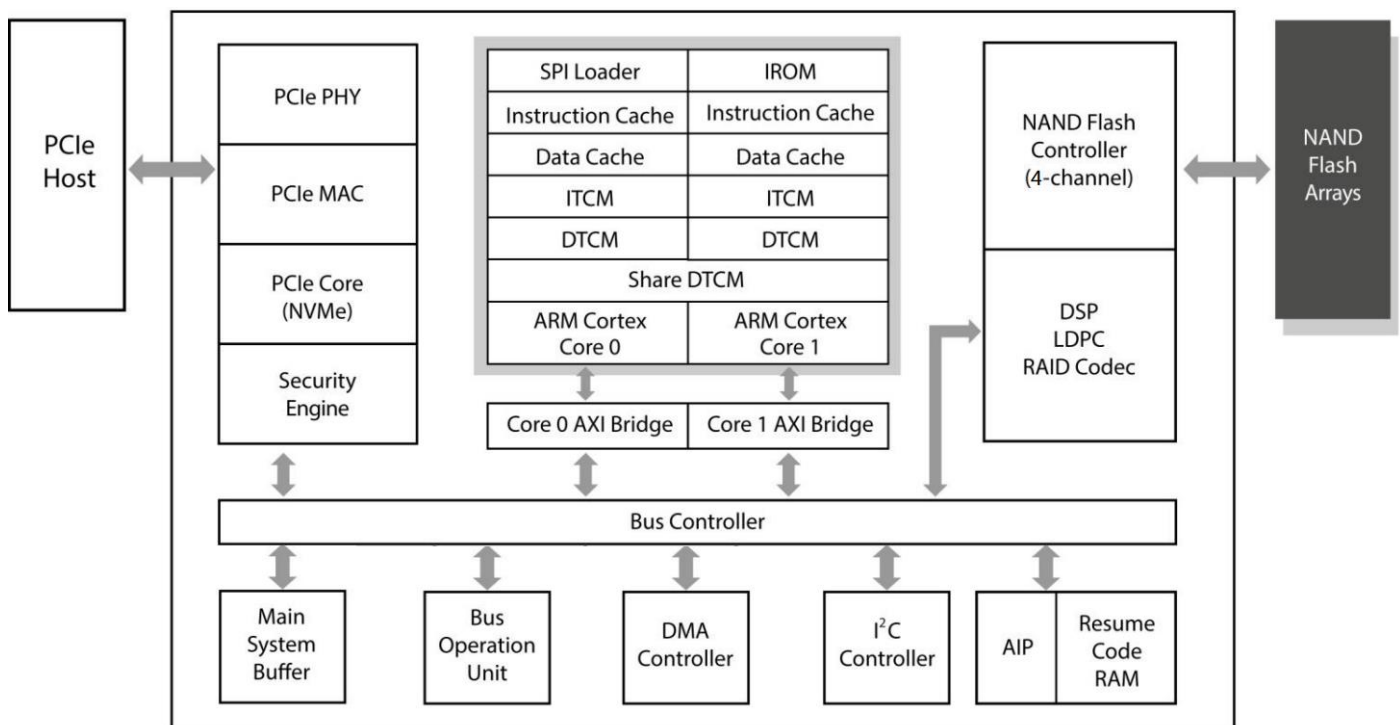 PCIe
Host
PCIe PHY
PCIe MAC
PCIe Core
(NVMe)
Security
Engine
SPI Loader
IROM
Instruction Cache
Instruction Cache
Data Cache
Data Cache
ITCM
ITCM
DTCM
DTCM
Share DTCM
ARM Cortex
Core 0
ARM Cortex
Core 1
Core 0 AXI Bridge
Core 1 AXI Bridge
NAND Flash
Controller
(4-channel)
DSP
LDPC
RAID Codec
NAND
Flash
Arrays
Bus Controller
Main
System
Buffer
Bus
Operation
Unit
DMA
Controller
I²C
Controller
AIP
Resume
Code
RAM